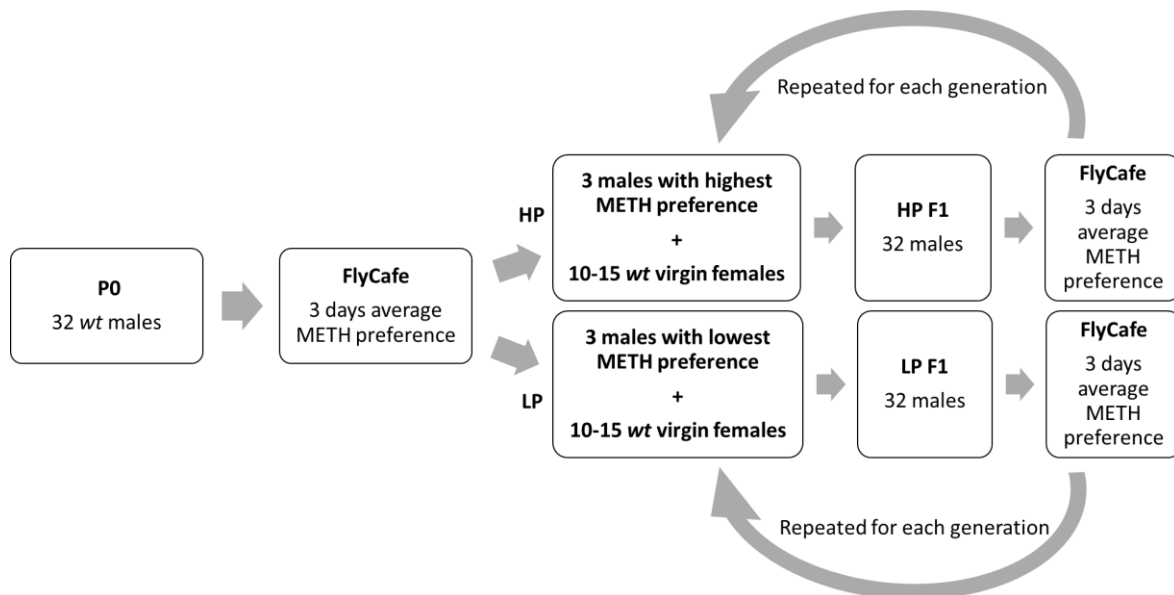 Repeated for each generation
P0
32 wt males
FlyCafe
3 days average
METH preference
HP
3 males with highest
METH preference
+
10-15 wt virgin females
HP F1
32 males
FlyCafe
3 days
average
METH
preference
LP
3 males with lowest
METH preference
+
10-15 wt virgin females
LP F1
32 males
FlyCafe
3 days
average
METH
preference
Repeated for each generation